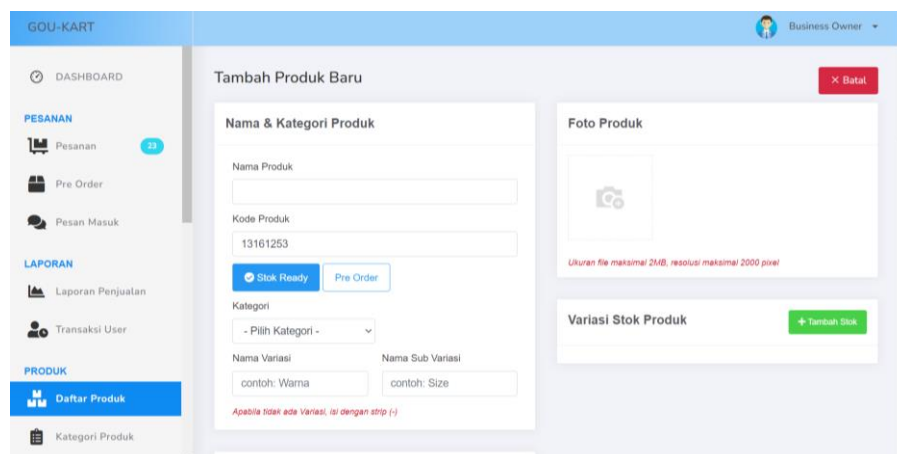 GOU-KART
Business Owner
DASHBOARD
PESANAN
Pesanan
23
Pre Order
Pesan Masuk
LAPORAN
Laporan Penjualan
Transaksi User
PRODUK
Daftar Produk
Kategori Produk
Tambah Produk Baru
× Batal
Nama & Kategori Produk
Nama Produk
Kode Produk
13161253
Stok Ready
Pre Order
Kategori
- Pilih Kategori -
Nama Variasi
Nama Sub Variasi
contoh: Warna
contoh: Size
Apabila tidak ada Variasi, isi dengan strip (-)
Foto Produk
Ukuran file maksimal 2MB, resolusi maksimal 2000 pixel
Variasi Stok Produk
+ Tambah Stok